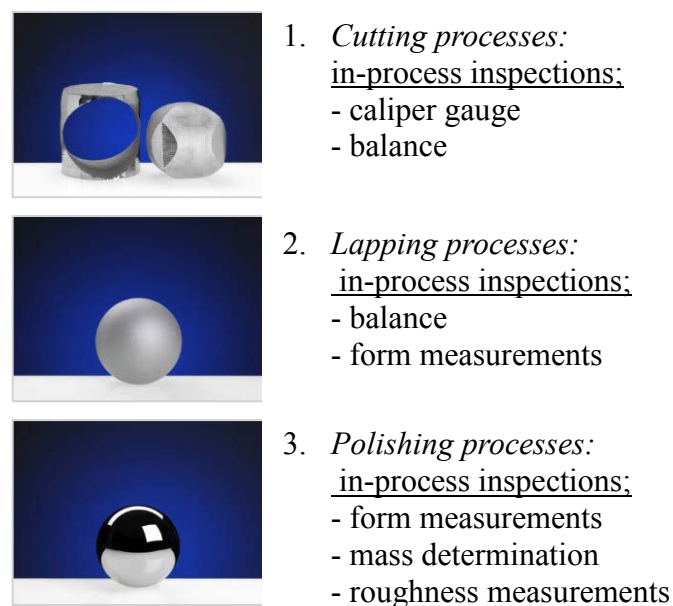 1. Cutting processes:
in-process inspections;
- caliper gauge
- balance
2. Lapping processes:
in-process inspections;
- balance
- form measurements
3. Polishing processes:
in-process inspections;
- form measurements
- mass determination
- roughness measurements